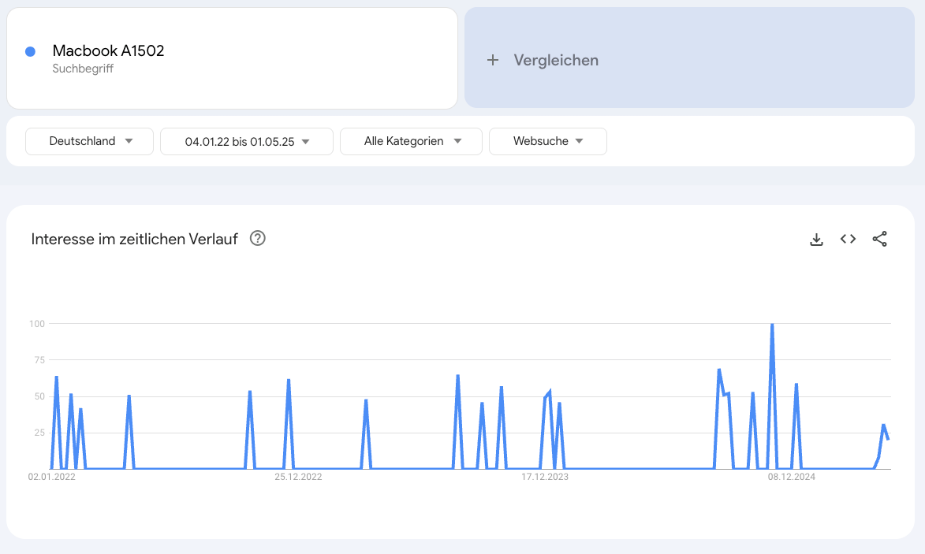 Macbook A1502
Suchbegriff
+ Vergleichen
Deutschland
04.01.22 bis 01.05.25
Alle Kategorien
Websuche
Interesse im zeitlichen Verlauf
100
75
50
25
02.01.2022 25.12.2022 17.12.2023 08.12.2024